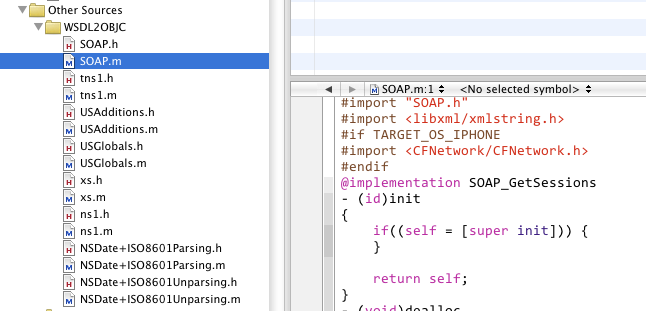 Other Sources
WSDL2OBJC
SOAP.h
SOAP.m
tns1.h
tns1.m
USAdditions.h
USAdditions.m
USGlobals.h
USGlobals.m
xs.h
xs.m
ns1.h
ns1.m
NSDate+ISO8601Parsing.h
NSDate+ISO8601Parsing.m
NSDate+ISO8601Unparsing.h
NSDate+ISO8601Unparsing.m
SOAP.m:1 <No selected symbol>
#import "SOAP.h"
#import <libxml/xmlstring.h>
#if TARGET_OS_IPHONE
#import <CFNetwork/CFNetwork.h>
#endif
@implementation SOAP_GetSessions
- (id)init
{
    if((self = [super init])) {
    }
    return self;
}
- (void)dealloc